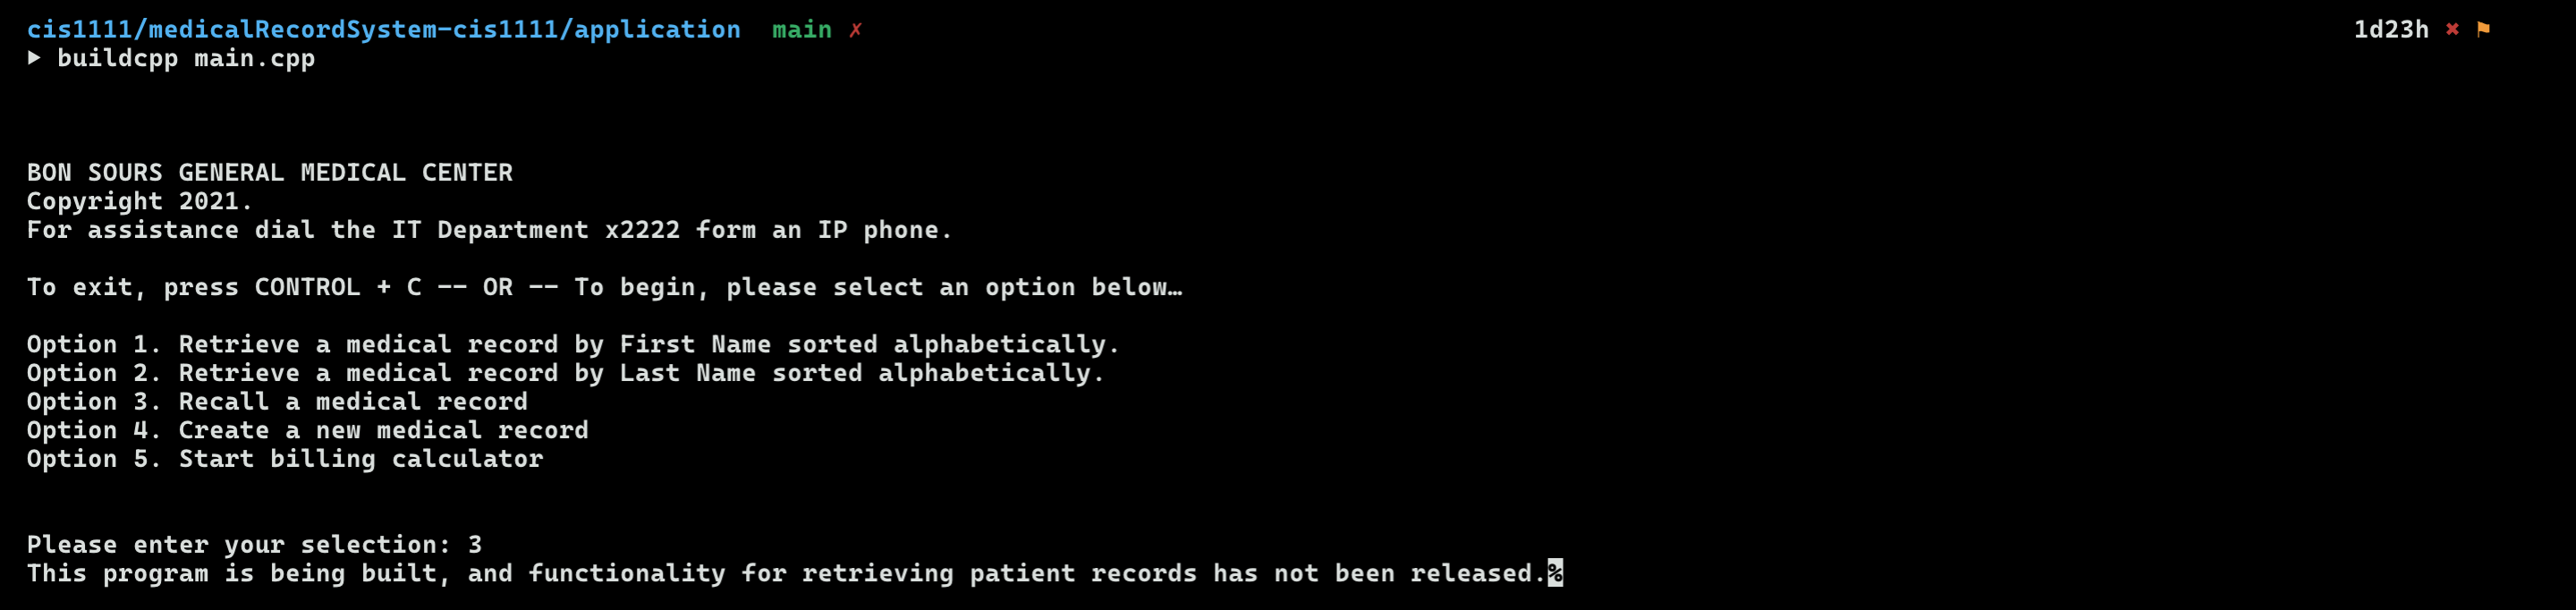 cis1111/medicalRecordSystem-cis1111/application main ✗ 1d23h ✖ ⚑
▶ buildcpp main.cpp
BON SOURS GENERAL MEDICAL CENTER
Copyright 2021.
For assistance dial the IT Department x2222 form an IP phone.
To exit, press CONTROL + C -- OR -- To begin, please select an option below…
Option 1. Retrieve a medical record by First Name sorted alphabetically.
Option 2. Retrieve a medical record by Last Name sorted alphabetically.
Option 3. Recall a medical record
Option 4. Create a new medical record
Option 5. Start billing calculator
Please enter your selection: 3
This program is being built, and functionality for retrieving patient records has not been released.%